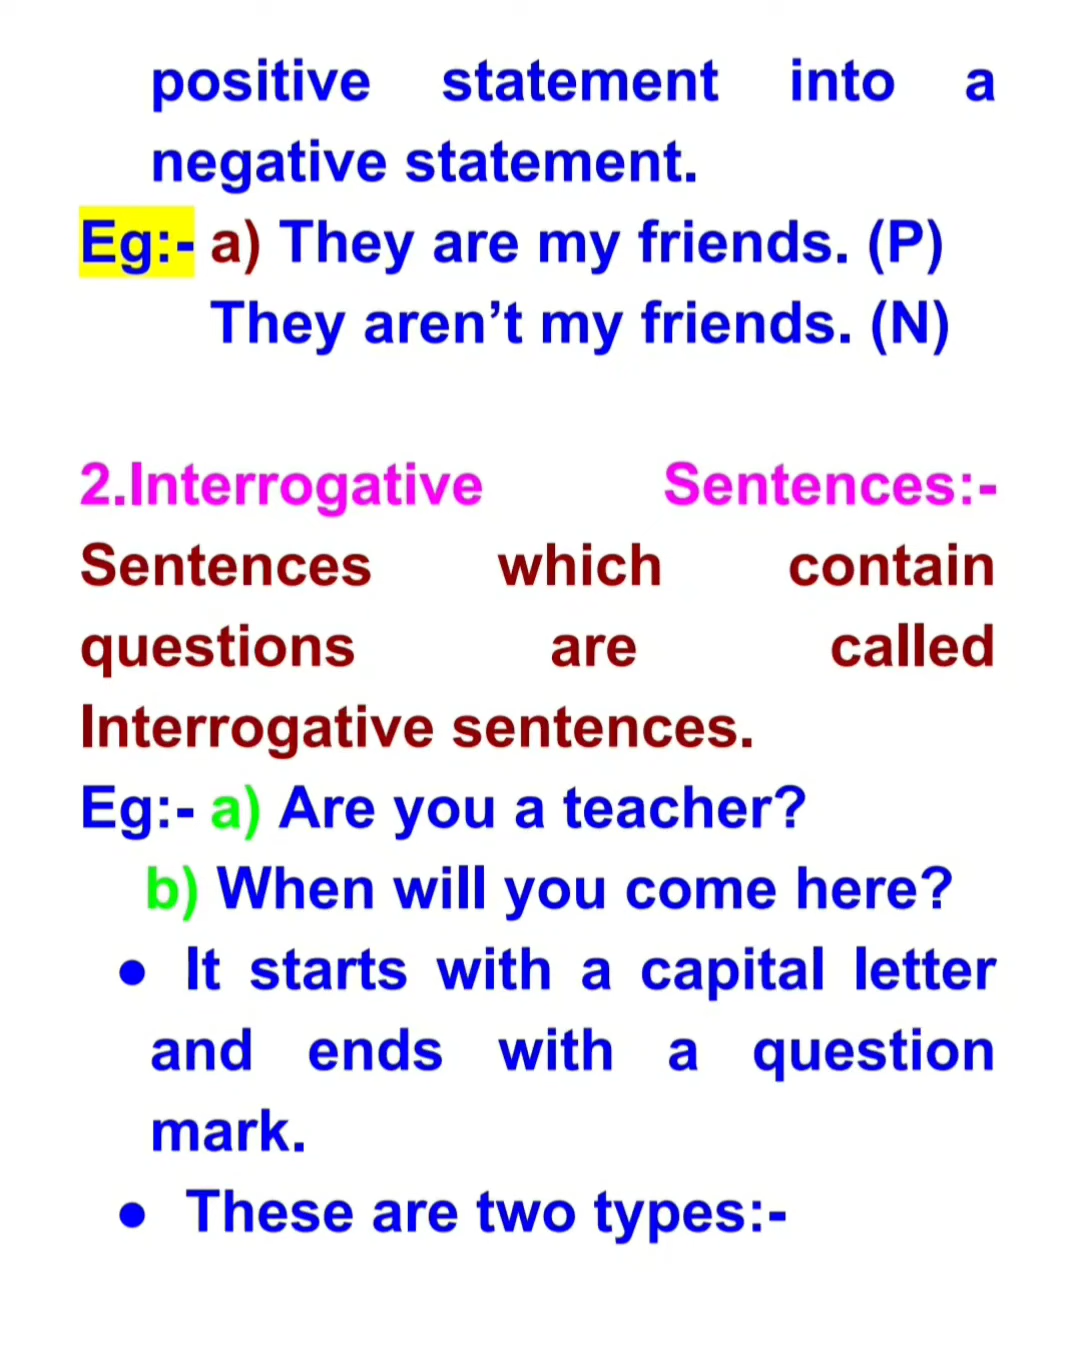 positive statement into a
negative statement.
Eg:- a) They are my friends. (P)
They aren’t my friends. (N)
2.Interrogative Sentences:-
Sentences which contain
questions are called
Interrogative sentences.
Eg:- a) Are you a teacher?
b) When will you come here?
● It starts with a capital letter
and ends with a question
mark.
● These are two types:-